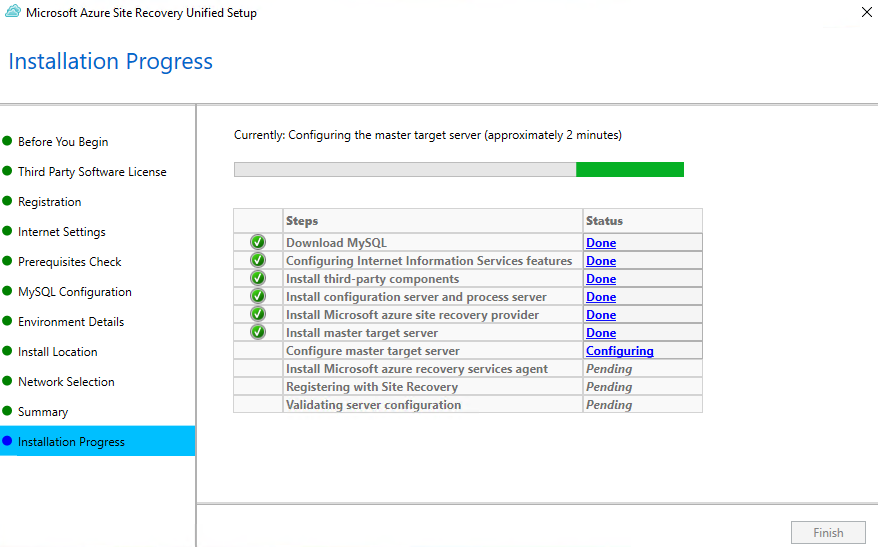 Microsoft Azure Site Recovery Unified Setup
Installation Progress
Before You Begin
Third Party Software License
Registration
Internet Settings
Prerequisites Check
MySQL Configuration
Environment Details
Install Location
Network Selection
Summary
Installation Progress
Currently: Configuring the master target server (approximately 2 minutes)
Steps Status
Download MySQL Done
Configuring Internet Information Services features Done
Install third-party components Done
Install configuration server and process server Done
Install Microsoft azure site recovery provider Done
Install master target server Done
Configure master target server Configuring
Install Microsoft azure recovery services agent Pending
Registering with Site Recovery Pending
Validating server configuration Pending
Finish